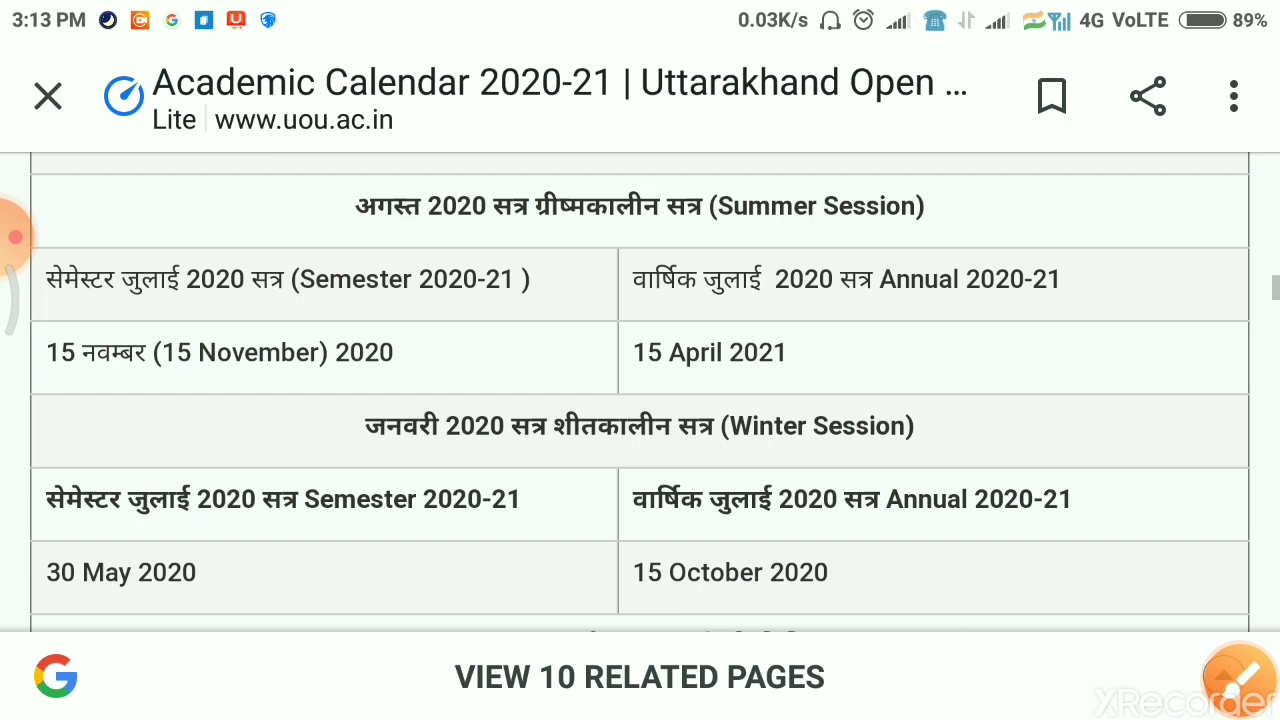 3:13 PM 0.03K/s 4G VoLTE 89%
Academic Calendar 2020-21 | Uttarakhand Open ...
Lite www.uou.ac.in
अगस्त 2020 सत्र ग्रीष्मकालीन सत्र (Summer Session)
सेमेस्टर जुलाई 2020 सत्र (Semester 2020-21 ) वार्षिक जुलाई 2020 सत्र Annual 2020-21
15 नवम्बर (15 November) 2020 15 April 2021
जनवरी 2020 सत्र शीतकालीन सत्र (Winter Session)
सेमेस्टर जुलाई 2020 सत्र Semester 2020-21 वार्षिक जुलाई 2020 सत्र Annual 2020-21
30 May 2020 15 October 2020
VIEW 10 RELATED PAGES
XRecorder